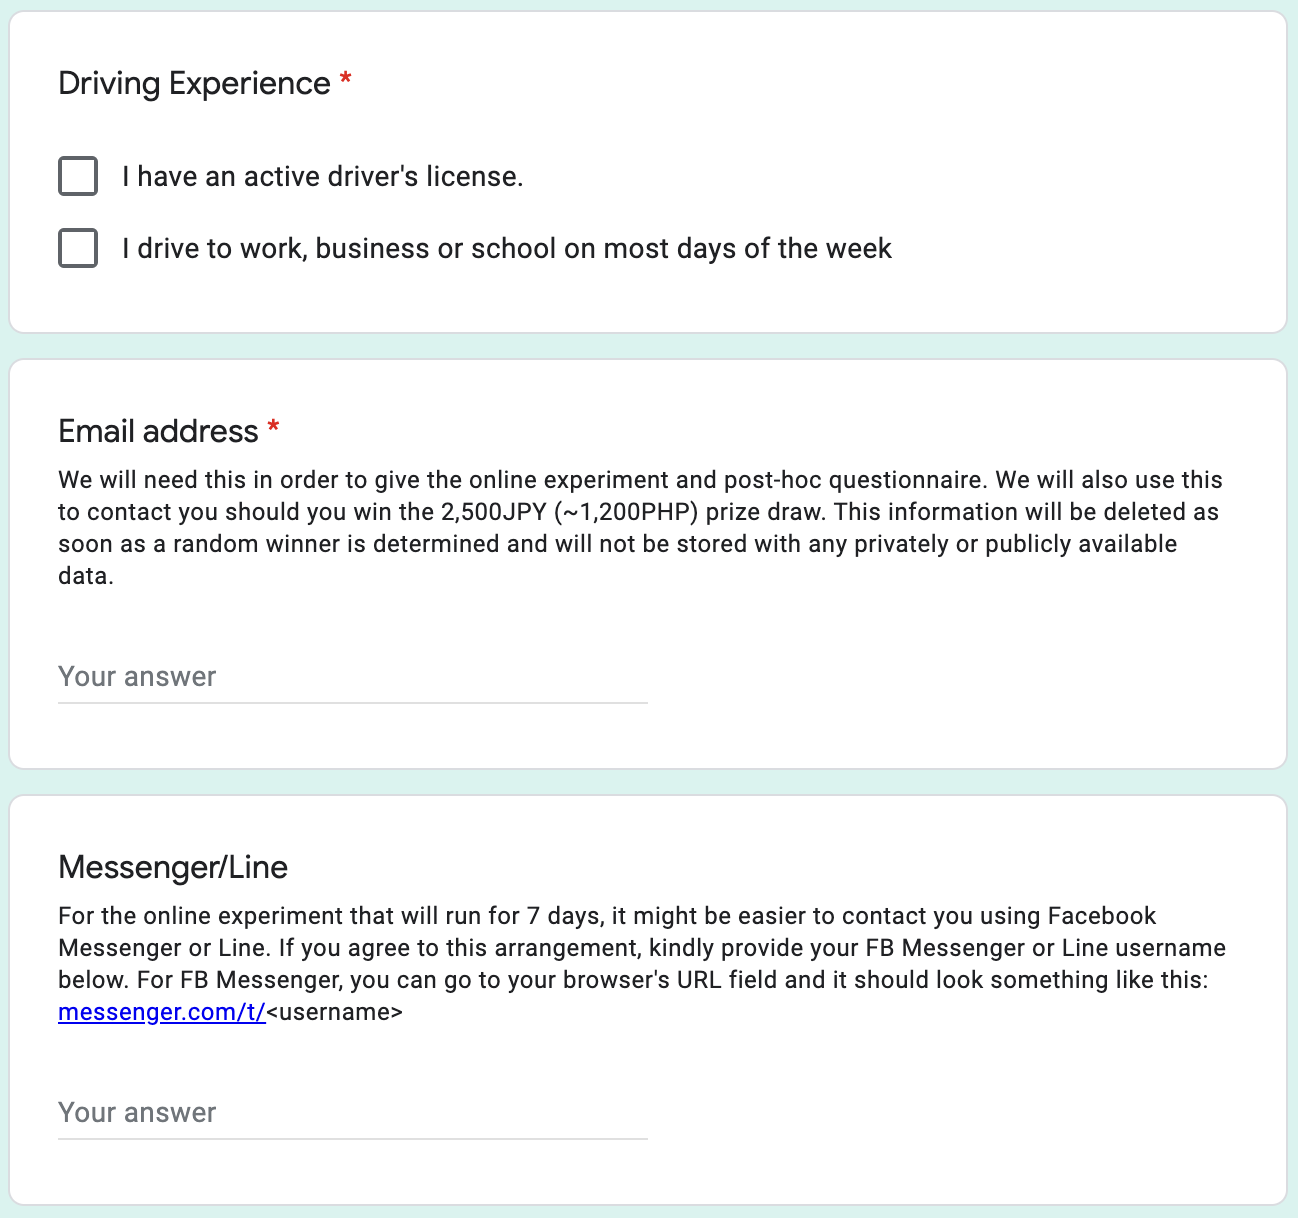 Driving Experience *
I have an active driver's license.
I drive to work, business or school on most days of the week
Email address *
We will need this in order to give the online experiment and post-hoc questionnaire. We will also use this
to contact you should you win the 2,500JPY (~1,200PHP) prize draw. This information will be deleted as
soon as a random winner is determined and will not be stored with any privately or publicly available
data.
Your answer
Messenger/Line
For the online experiment that will run for 7 days, it might be easier to contact you using Facebook
Messenger or Line. If you agree to this arrangement, kindly provide your FB Messenger or Line username
below. For FB Messenger, you can go to your browser's URL field and it should look something like this:
messenger.com/t/<username>
Your answer